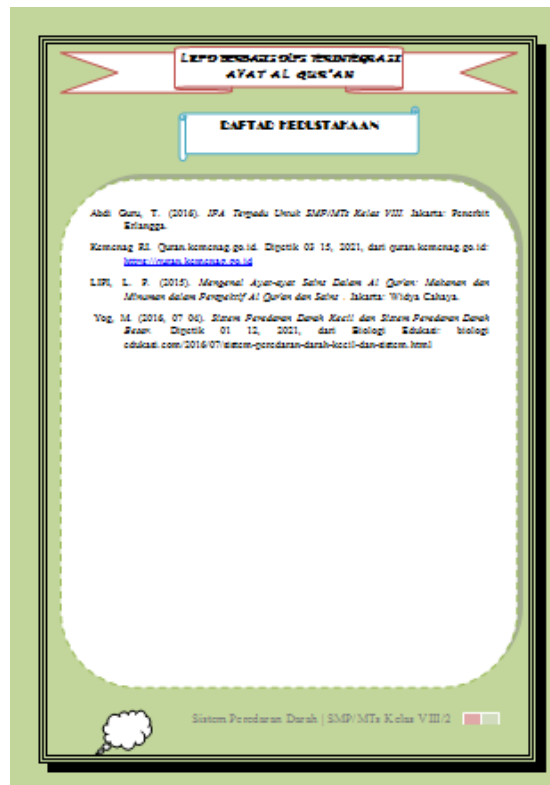 LKPD BERBASIS DIPS TERINTEGRASI
AYAT AL QUR'AN
DAFTAR KEPUSTAKAAN
Abdi Guru, T. (2016). IPA Terpadu Untuk SMP/MTs Kelas VIII. Jakarta: Penerbit
Erlangga.
Kemenag RI. Quran.kemenag.go.id. Dipetik 03 15, 2021, dari quran.kemenag.go.id:
https://quran.kemenag.go.id
LIPI, L. P. (2015). Mengenal Ayat-ayat Sains Dalam Al Qur'an: Makanan dan
Minuman dalam Perspektif Al Qur'an dan Sains . Jakarta: Widya Cahaya.
Yog, M. (2016, 07 06). Sistem Peredaran Darah Kecil dan Sistem Peredaran Darah
Besar. Dipetik 01 12, 2021, dari Biologi Edukasi: biologi
edukasi.com/2016/07/sistem-peredaran-darah-kecil-dan-sistem.html
Sistem Peredaran Darah | SMP/ MTs Kelas VIII/2